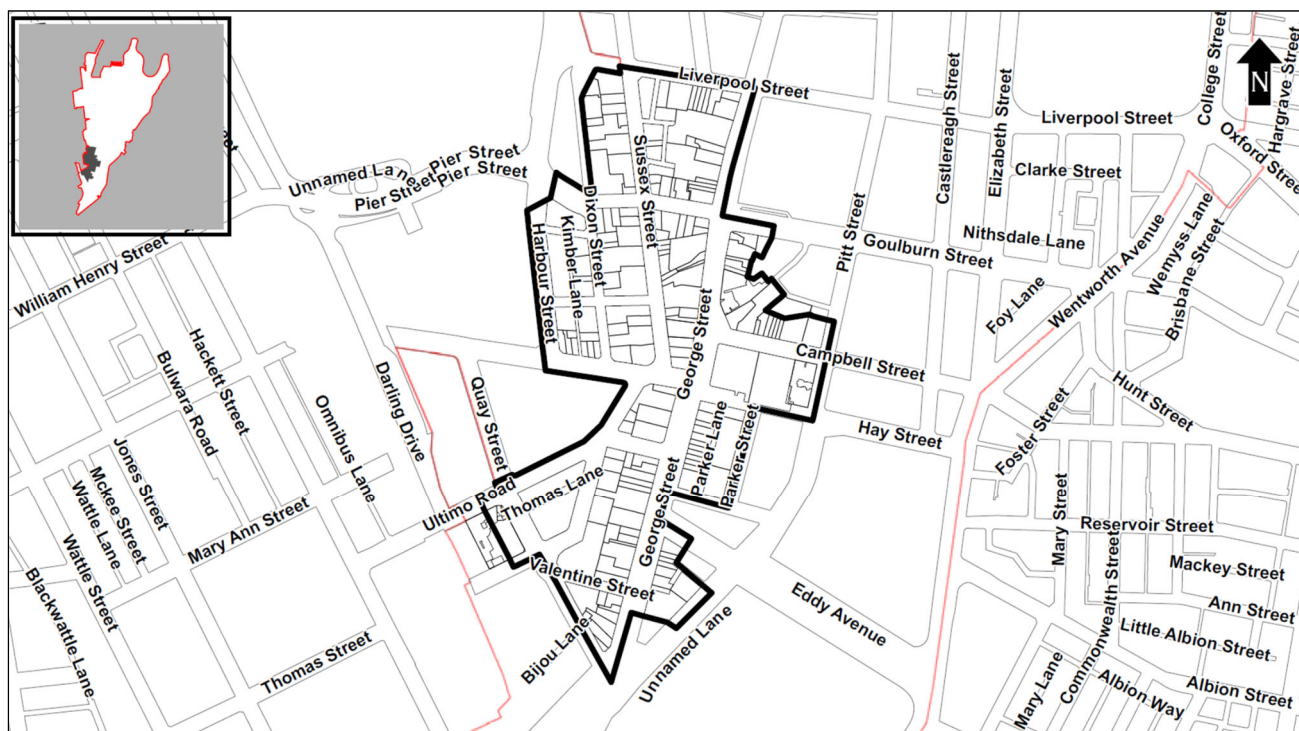 Liverpool Street
College Street
Hargrave Street
N
Castlereagh Street
Elizabeth Street
Liverpool Street
Oxford Stree
Sussex Street
Clarke Street
Unnamed Lane
Pier Street
Pier Street
Pier Street
Dixon Street
Kimber Lane
Harbour Street
Pitt Street
Goulburn Street
Nithsdale Lane
Wentworth Avenue
Wemyss Lane
Brisbane Street
William Henry Street
Foy Lane
George Street
Campbell Street
Hackett Street
Bulwara Road
Darling Drive
Quay Street
Omnibus Lane
Hunt Street
Foster Street
Hay Street
Parker Lane
Parker Street
Jones Street
Mckee Street
Wattle Lane
Wattle Street
Mary Ann Street
Ultimo Road
Thomas Lane
George Street
Reservoir Street
Mary Street
Commonwealth Street
Mackey Street
Ann Street
Blackwattle Lane
Valentine Street
Eddy Avenue
Little Albion Street
Bijou Lane
Unnamed Lane
Thomas Street
Mary Lane
Albion Way
Albion Street